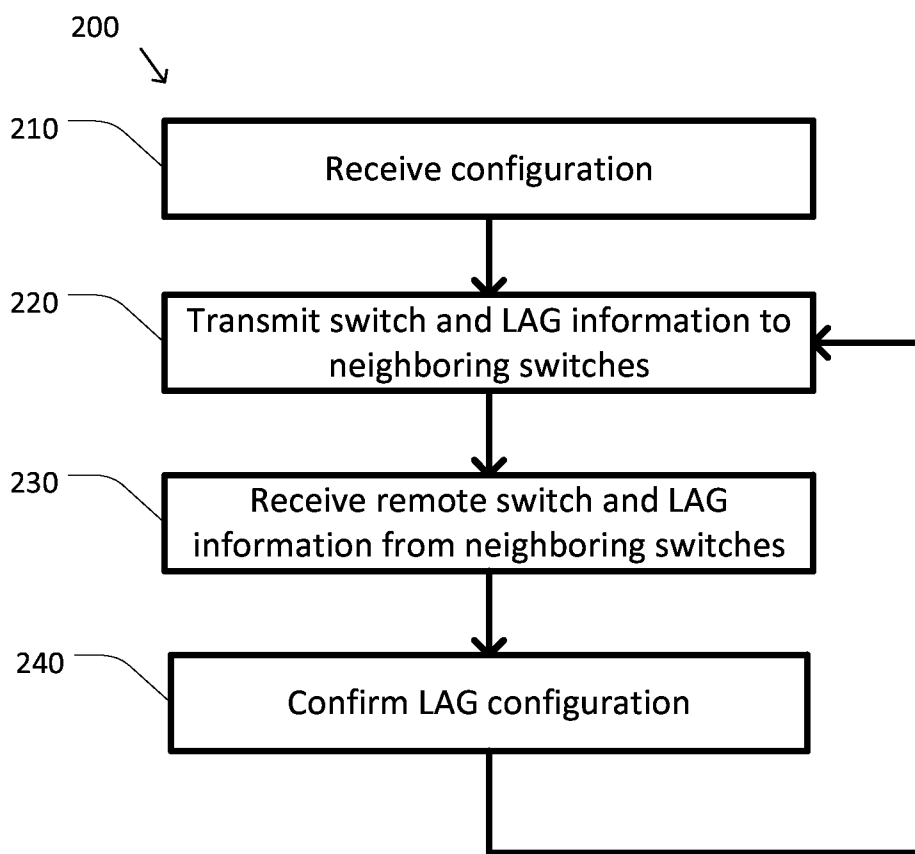 200
210
Receive configuration
220
Transmit switch and LAG information to
neighboring switches
230
Receive remote switch and LAG
information from neighboring switches
240
Confirm LAG configuration